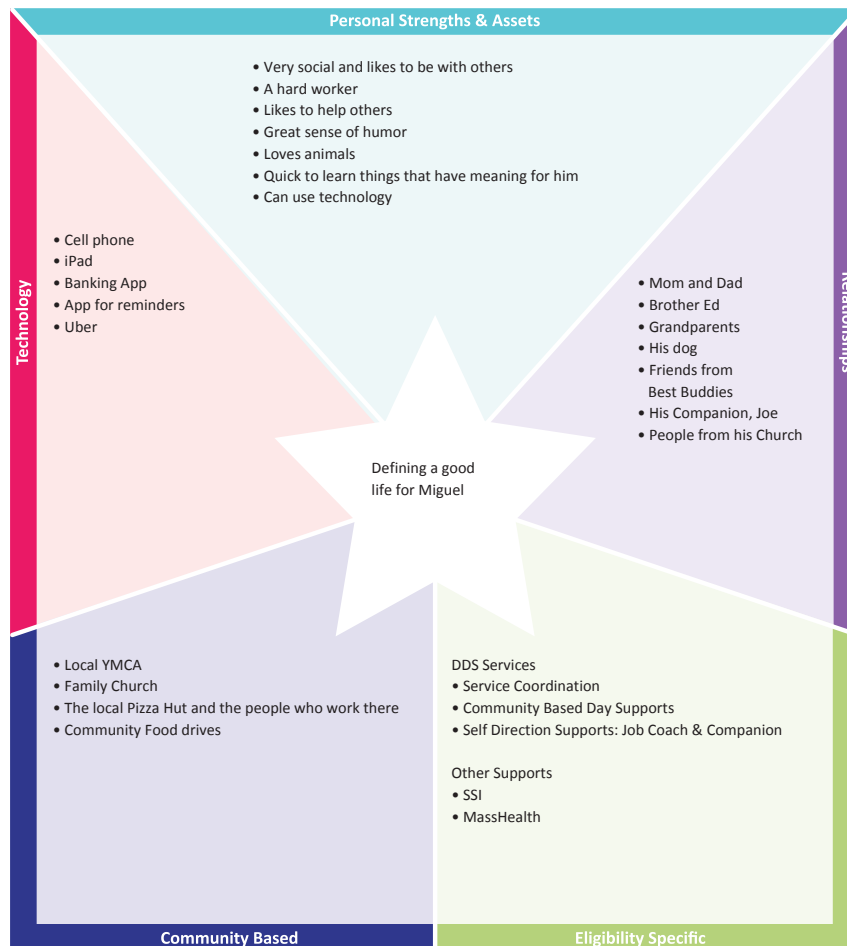 Personal Strengths & Assets
• Very social and likes to be with others
• A hard worker
• Likes to help others
• Great sense of humor
• Loves animals
• Quick to learn things that have meaning for him
• Can use technology
Technology
• Cell phone
• iPad
• Banking App
• App for reminders
• Uber
Relationships
• Mom and Dad
• Brother Ed
• Grandparents
• His dog
• Friends from
Best Buddies
• His Companion, Joe
• People from his Church
Defining a good
life for Miguel
• Local YMCA
• Family Church
• The local Pizza Hut and the people who work there
• Community Food drives
Community Based
DDS Services
• Service Coordination
• Community Based Day Supports
• Self Direction Supports: Job Coach & Companion
Other Supports
• SSI
• MassHealth
Eligibility Specific